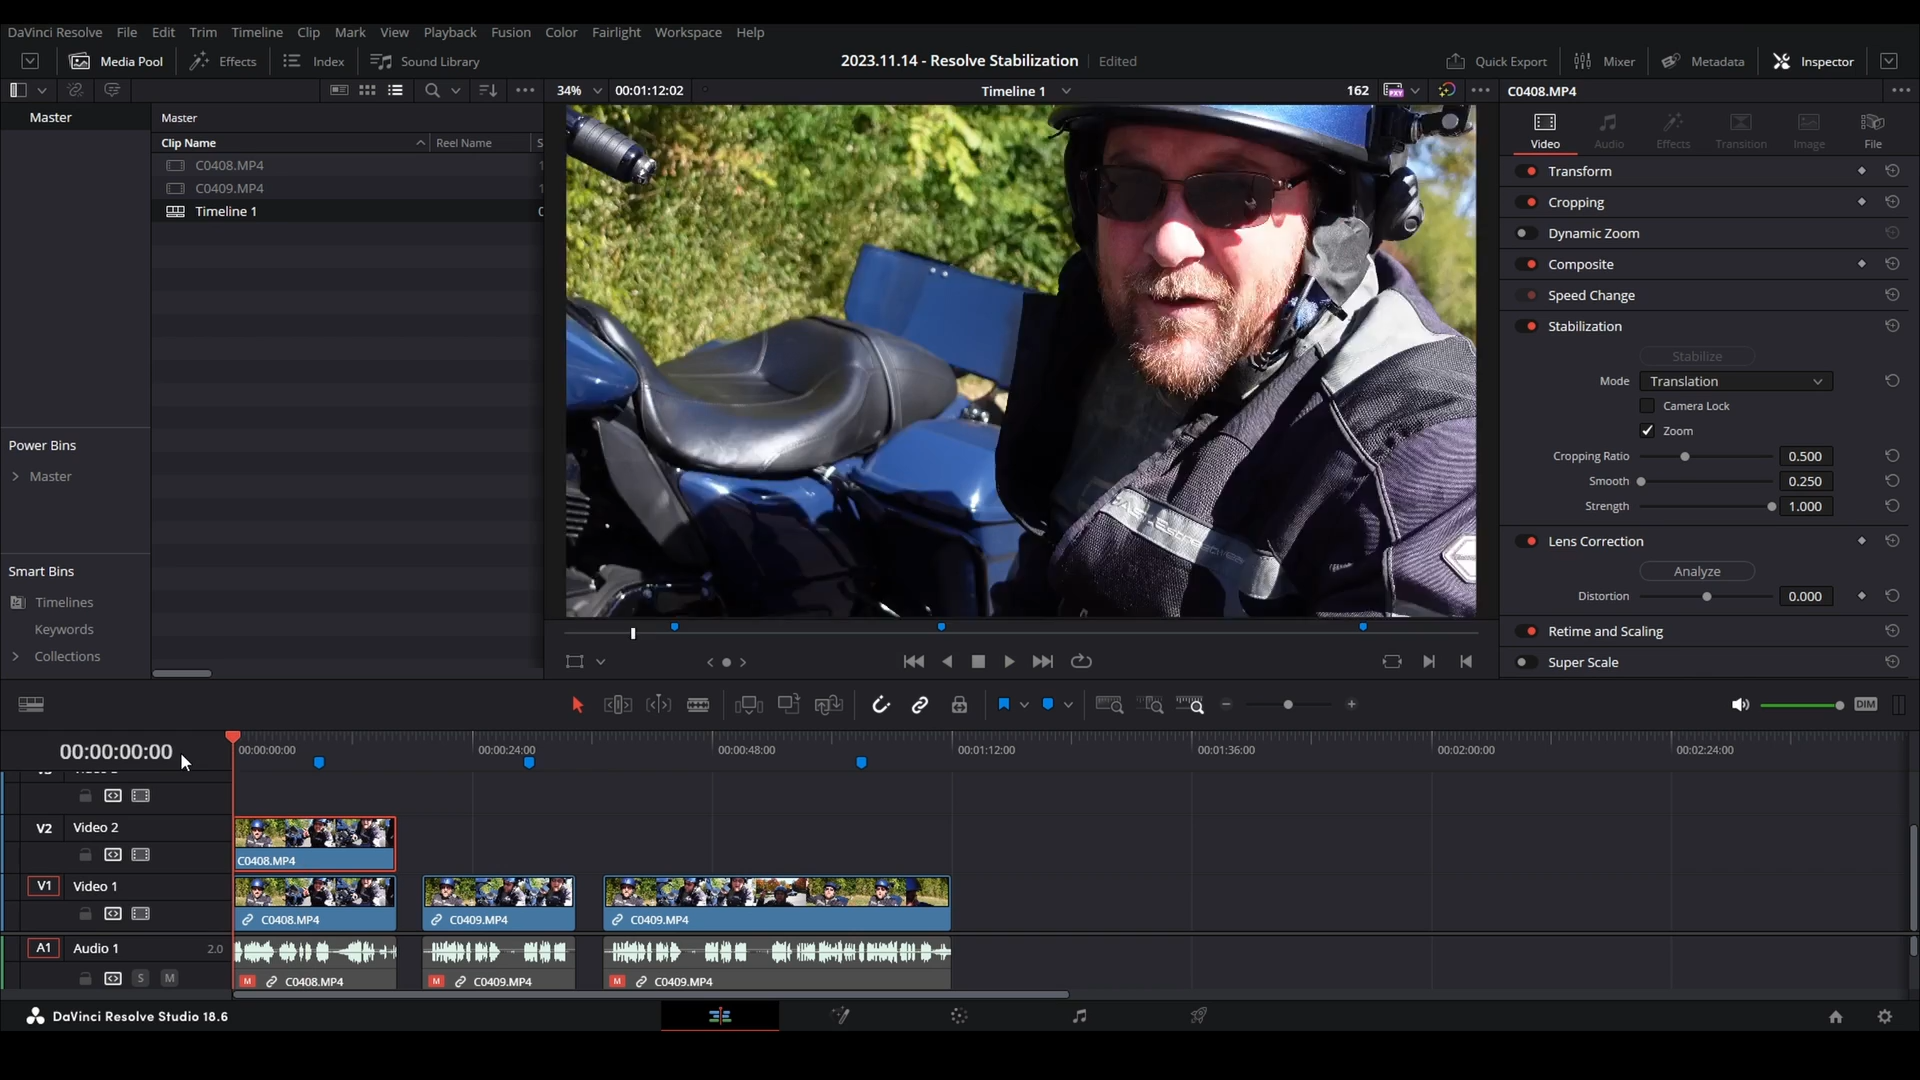 DaVinci Resolve File Edit Trim Timeline Clip Mark View Playback Fusion Color Fairlight Workspace Help
Media Pool Effects Index Sound Library 2023.11.14 - Resolve Stabilization Edited Quick Export Mixer Metadata Inspector
34% 00:01:12:02 Timeline 1 162 C0408.MP4
Master
Master
Clip Name Reel Name S
C0408.MP4 1
C0409.MP4 1
Timeline 1 0
Power Bins
Master
Smart Bins
Timelines
Keywords
Collections
Video Audio Effects Transition Image File
Transform
Cropping
Dynamic Zoom
Composite
Speed Change
Stabilization
Stabilize
Mode Translation
Camera Lock
Zoom
Cropping Ratio 0.500
Smooth 0.250
Strength 1.000
Lens Correction
Analyze
Distortion 0.000
Retime and Scaling
Super Scale
DIM
00:00:00:00
00:00:00:00 00:00:24:00 00:00:48:00 00:01:12:00 00:01:36:00 00:02:00:00 00:02:24:00
V2 Video 2
C0408.MP4
V1 Video 1
C0408.MP4 C0409.MP4 C0409.MP4
A1 Audio 1 2.0
S M
M C0408.MP4 M C0409.MP4 M C0409.MP4
DaVinci Resolve Studio 18.6